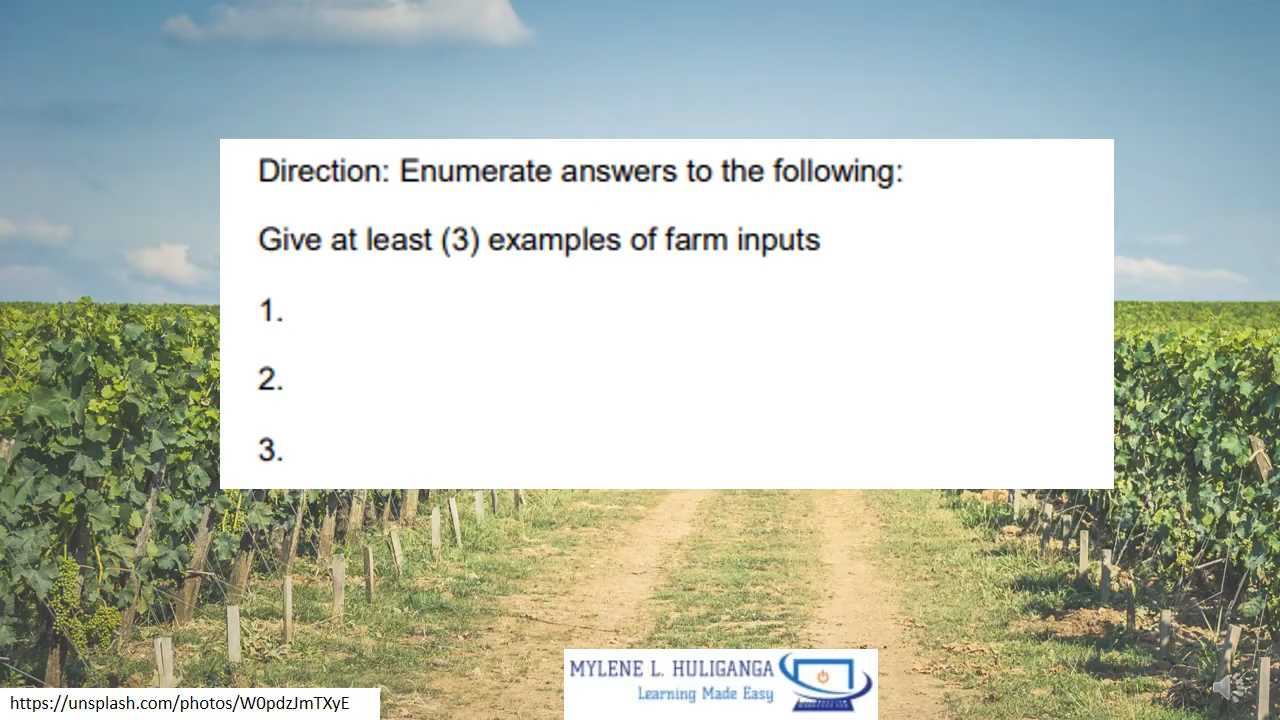 Direction: Enumerate answers to the following:
Give at least (3) examples of farm inputs
1.
2.
3.
MYLENE L. HULIGANGA
Learning Made Easy
https://unsplash.com/photos/W0pdzJmTXyE